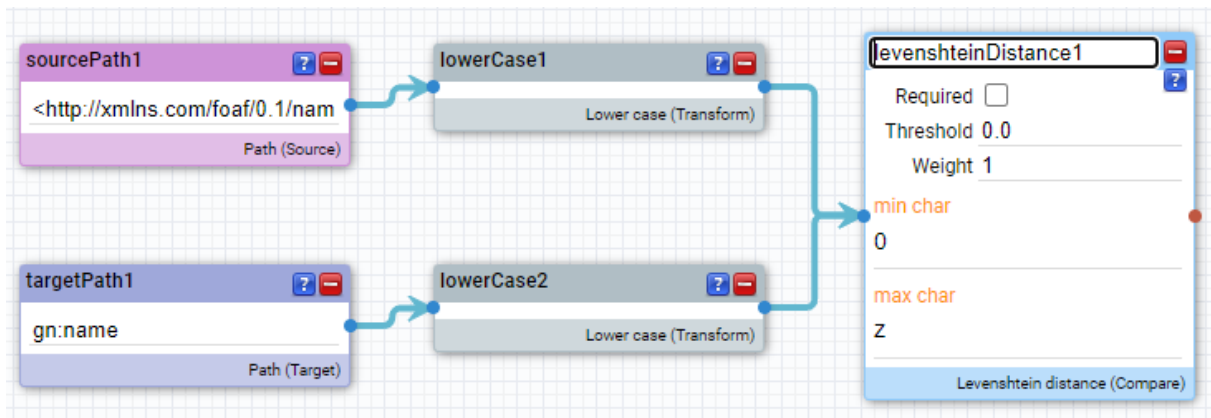 sourcePath1
<http://xmlns.com/foaf/0.1/nam
Path (Source)
lowerCase1
Lower case (Transform)
levenshteinDistance1
Required
Threshold 0.0
Weight 1
min char
0
max char
z
Levenshtein distance (Compare)
targetPath1
gn:name
Path (Target)
lowerCase2
Lower case (Transform)